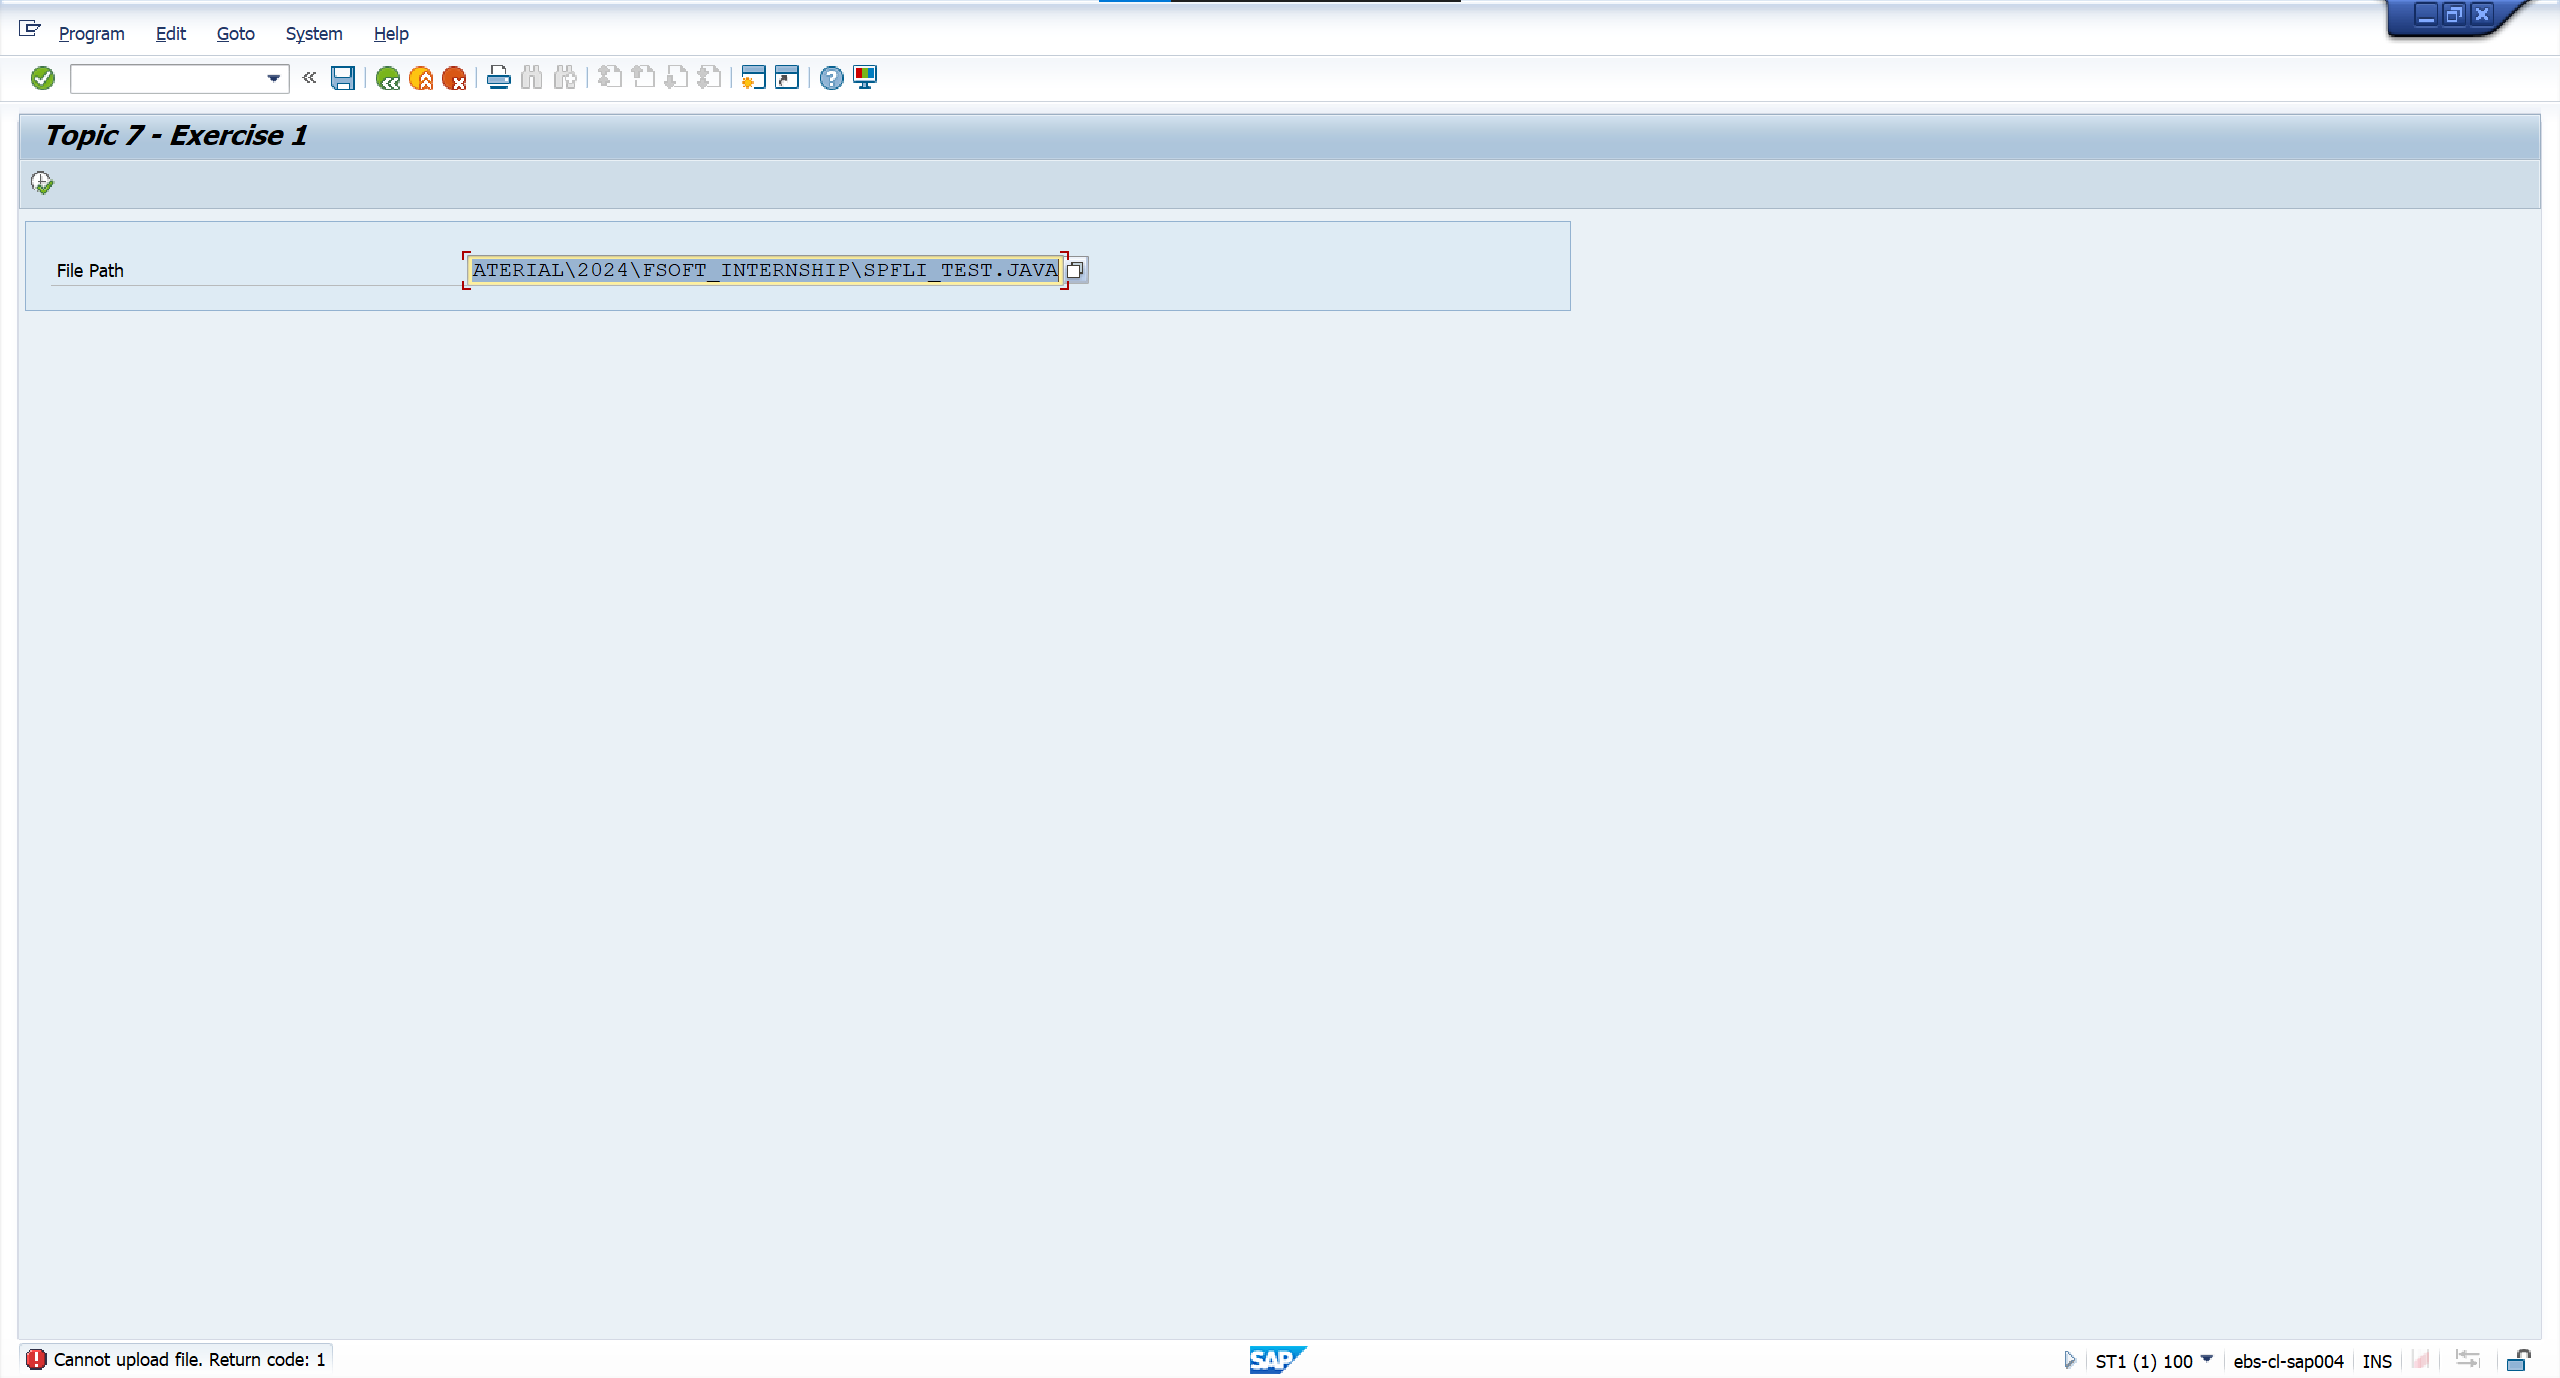 Program Edit Goto System Help
Topic 7 - Exercise 1
File Path ATERIAL\2024\FSOFT_INTERNSHIP\SPFLI_TEST.JAVA
Cannot upload file. Return code: 1
SAP
ST1 (1) 100 ebs-cl-sap004 INS